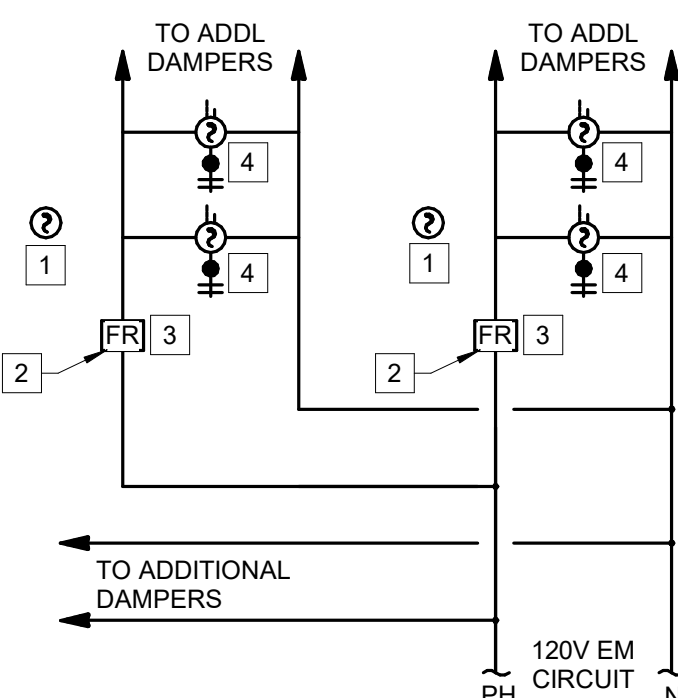 TO ADDL
DAMPERS
TO ADDL
DAMPERS
4
4
1
1
4
4
FR
3
FR
3
2
2
TO ADDITIONAL
DAMPERS
120V EM
CIRCUIT
PH
N